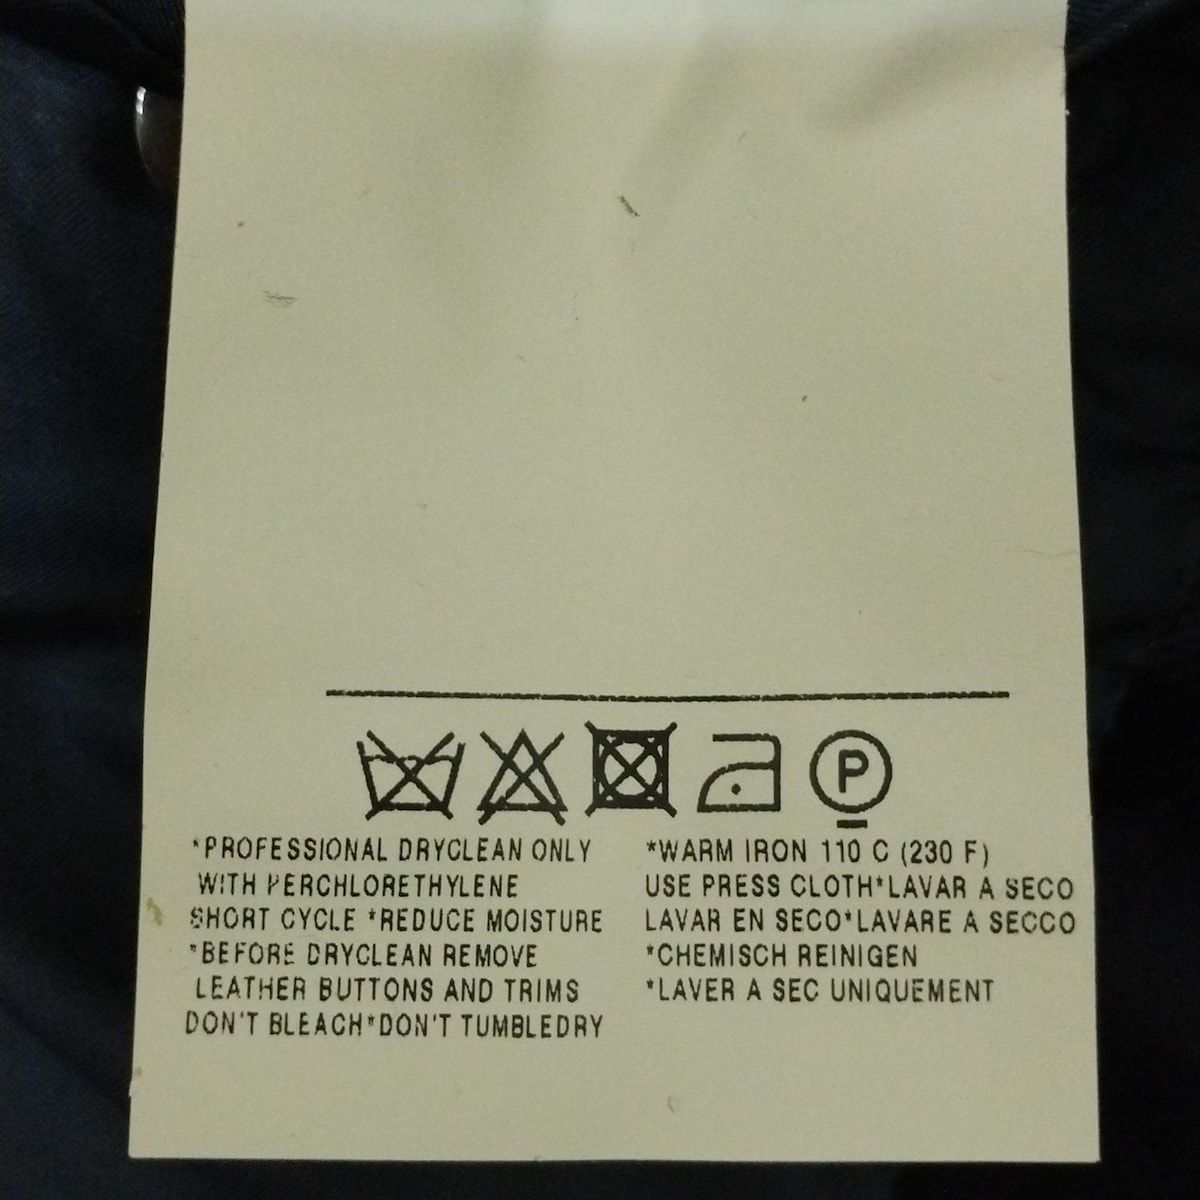 P
*PROFESSIONAL DRYCLEAN ONLY
WITH PERCHLORETHYLENE
SHORT CYCLE *REDUCE MOISTURE
*BEFORE DRYCLEAN REMOVE
LEATHER BUTTONS AND TRIMS
DON'T BLEACH*DON'T TUMBLEDRY
*WARM IRON 110 C (230 F)
USE PRESS CLOTH*LAVAR A SECO
LAVAR EN SECO*LAVARE A SECCO
*CHEMISCH REINIGEN
*LAVER A SEC UNIQUEMENT